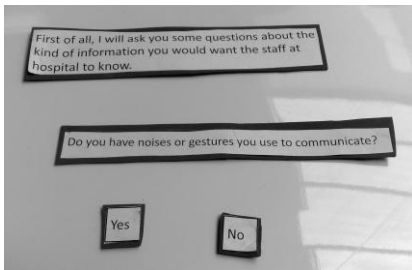 First of all, I will ask you some questions about the
kind of information you would want the staff at
hospital to know.
Do you have noises or gestures you use to communicate?
Yes
No